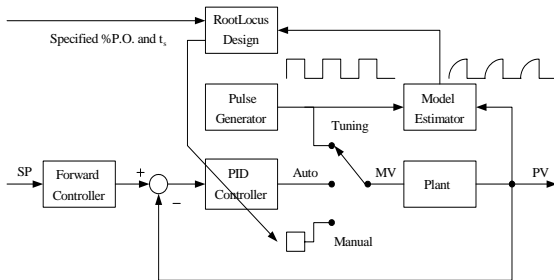 RootLocus
Design
Specified %P.O. and ts
Pulse
Generator
Model
Estimator
Tuning
SP
Forward
Controller
+
−
PID
Controller
Auto
MV
Plant
PV
Manual